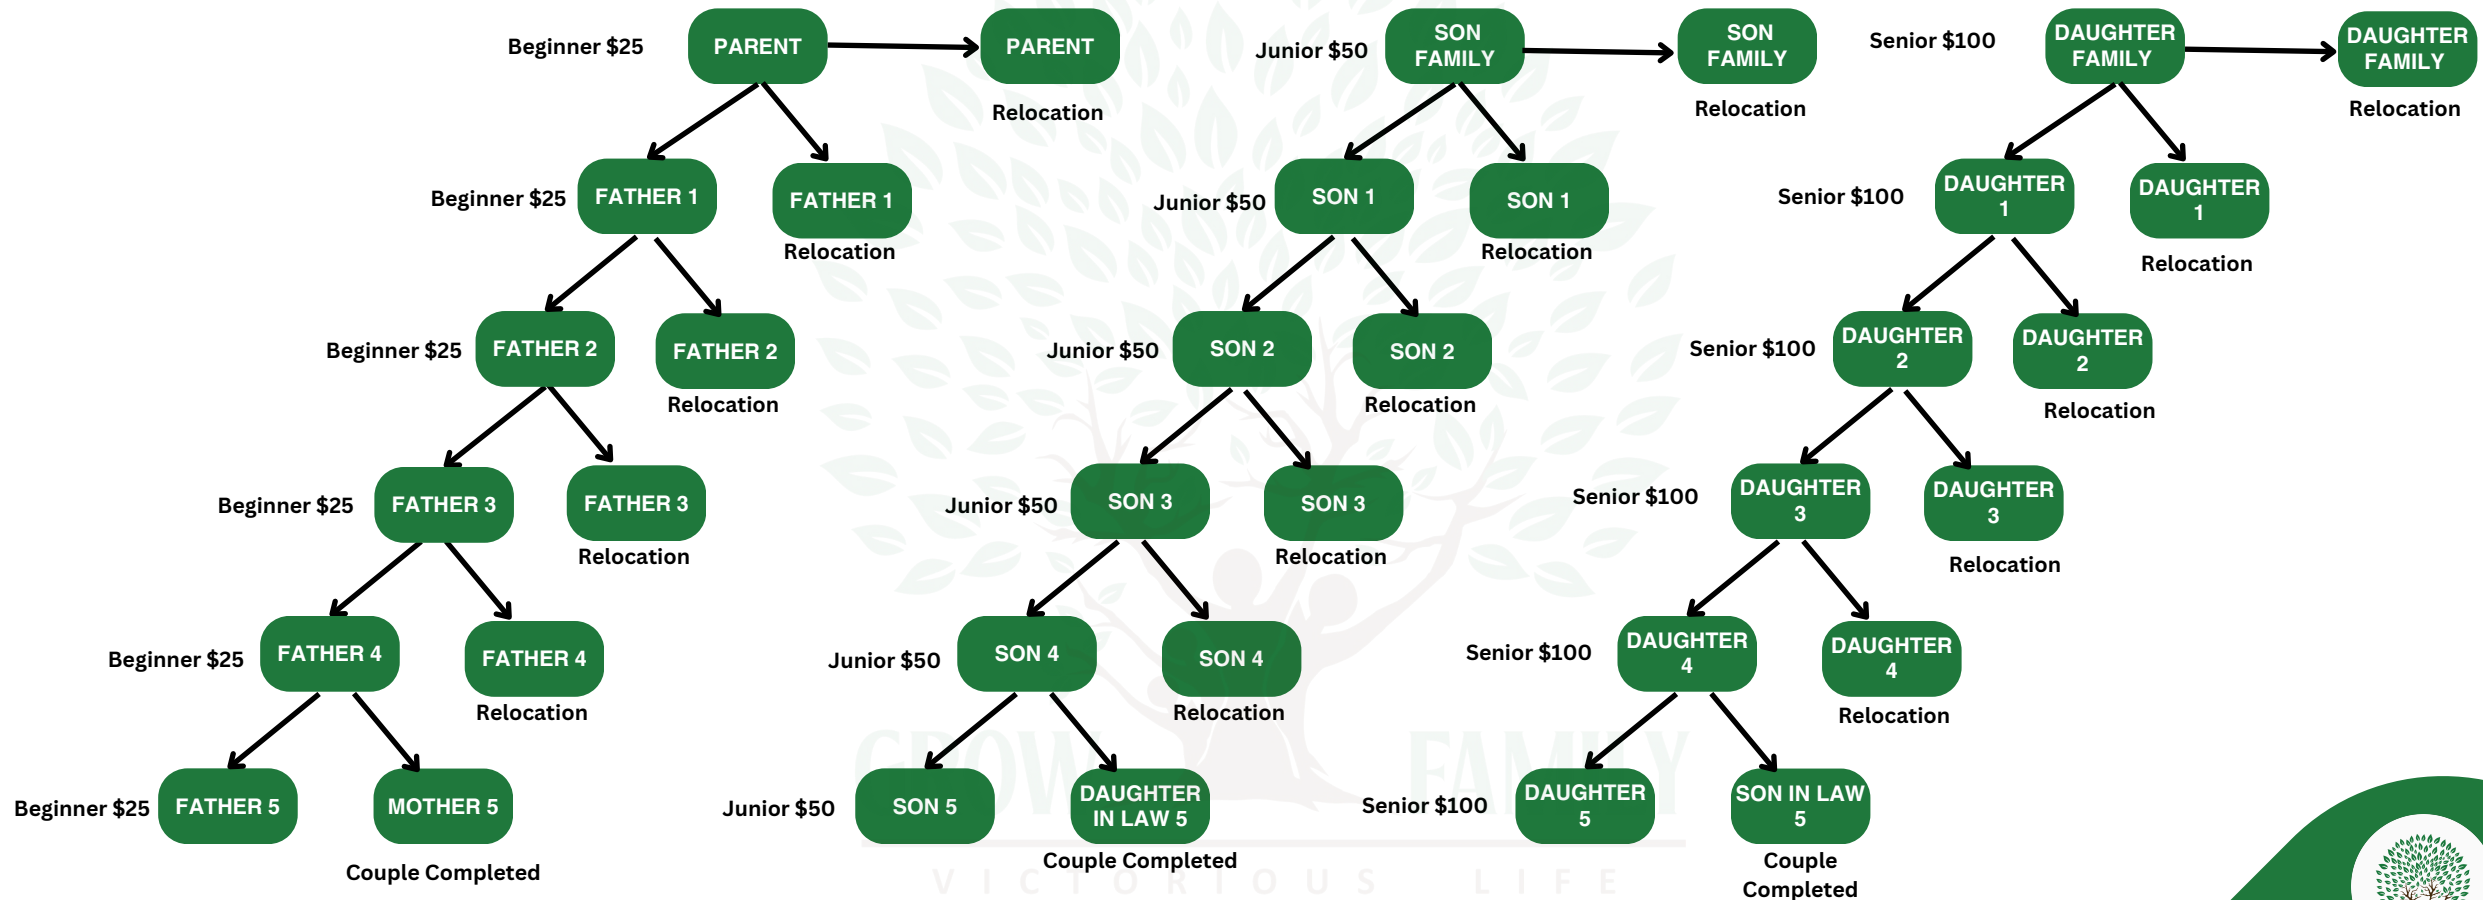 Beginner $25
PARENT
PARENT
Relocation
Beginner $25
FATHER 1
FATHER 1
Relocation
Beginner $25
FATHER 2
FATHER 2
Relocation
Beginner $25
FATHER 3
FATHER 3
Relocation
Beginner $25
FATHER 4
FATHER 4
Relocation
Beginner $25
FATHER 5
MOTHER 5
Couple Completed
Junior $50
SON
FAMILY
SON
FAMILY
Relocation
Junior $50
SON 1
SON 1
Relocation
Junior $50
SON 2
SON 2
Relocation
Junior $50
SON 3
SON 3
Relocation
Junior $50
SON 4
SON 4
Relocation
Junior $50
SON 5
DAUGHTER
IN LAW 5
Couple Completed
Senior $100
DAUGHTER
FAMILY
DAUGHTER
FAMILY
Relocation
Senior $100
DAUGHTER
1
DAUGHTER
1
Relocation
Senior $100
DAUGHTER
2
DAUGHTER
2
Relocation
Senior $100
DAUGHTER
3
DAUGHTER
3
Relocation
Senior $100
DAUGHTER
4
DAUGHTER
4
Relocation
Senior $100
DAUGHTER
5
SON IN LAW
5
Couple
Completed
GROW FAMILY
VICTORIOUS LIFE